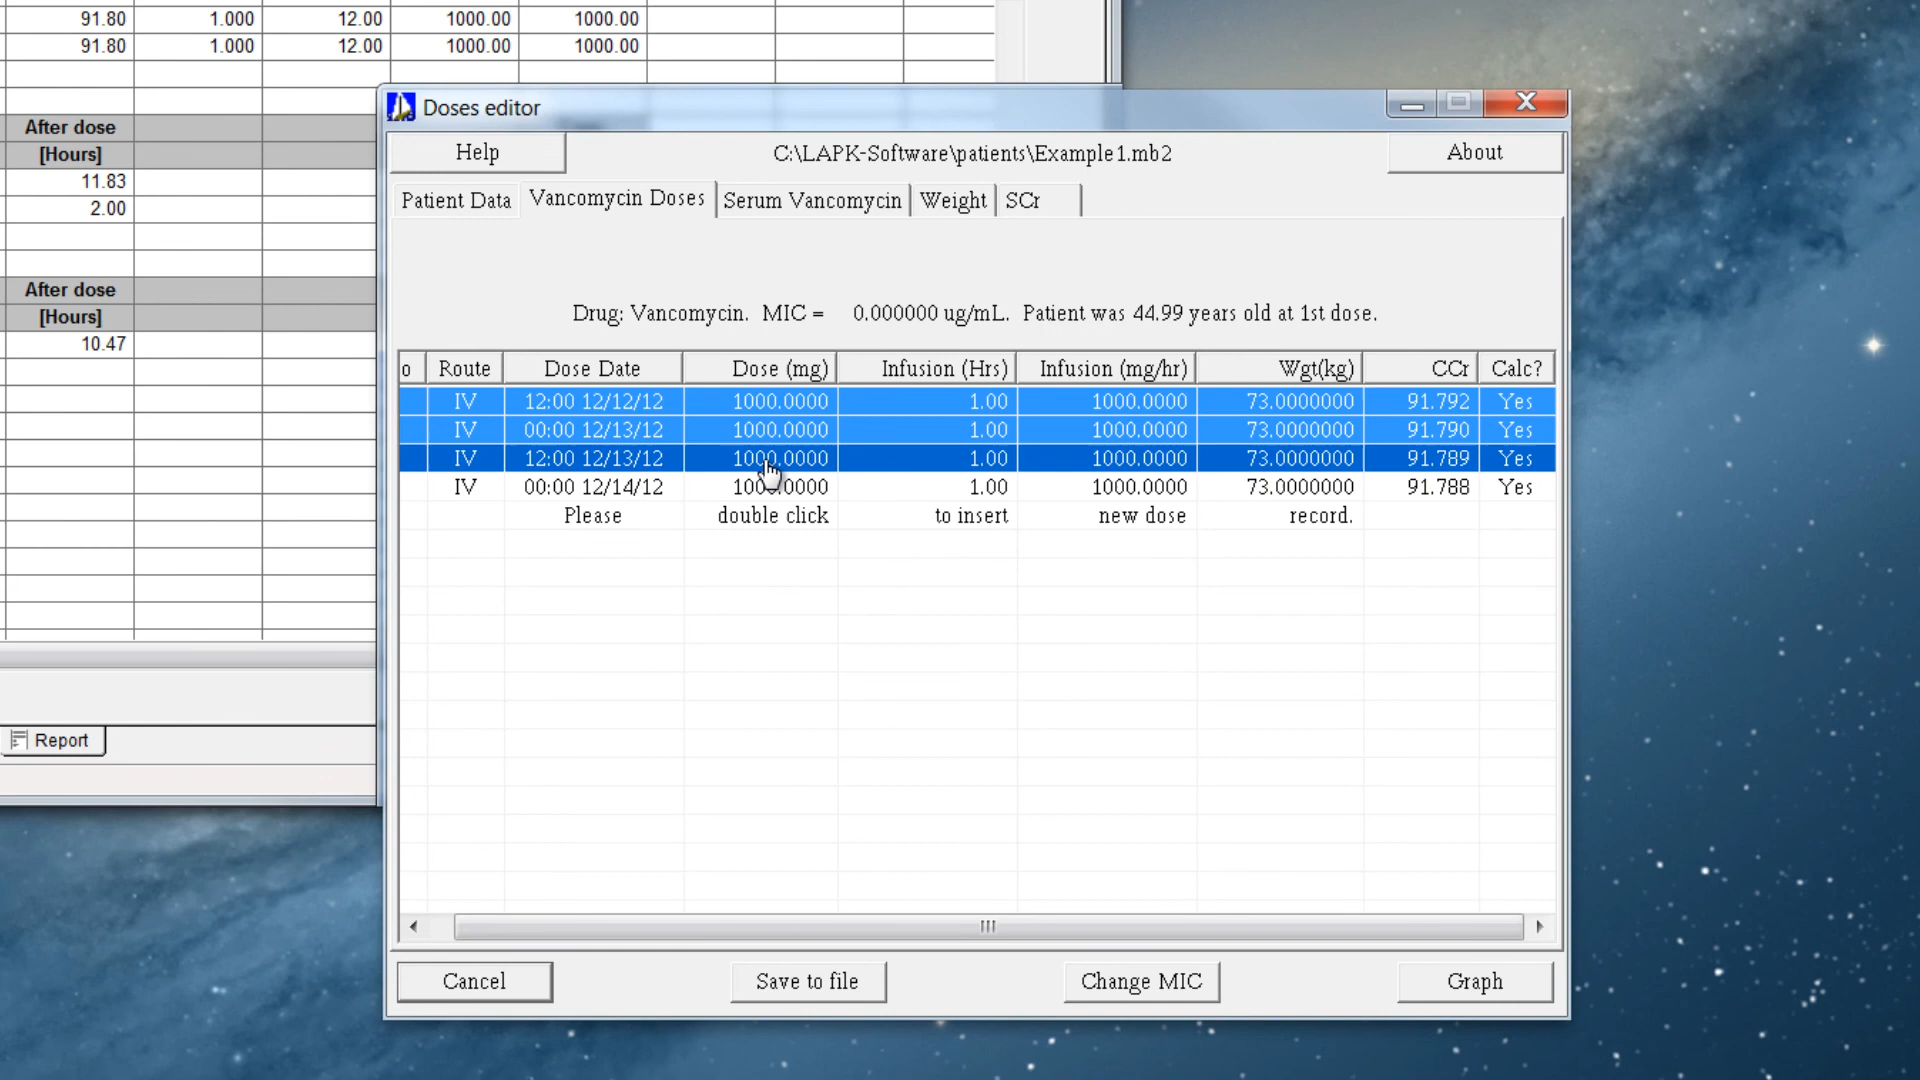 91.80 1.000 12.00 1000.00 1000.00
91.80 1.000 12.00 1000.00 1000.00
After dose
[Hours]
11.83
2.00
After dose
[Hours]
10.47
Report
Doses editor
Help C:\LAPK-Software\patients\Example1.mb2 About
Patient Data Vancomycin Doses Serum Vancomycin Weight SCr
Drug: Vancomycin. MIC = 0.000000 ug/mL. Patient was 44.99 years old at 1st dose.
o Route Dose Date Dose (mg) Infusion (Hrs) Infusion (mg/hr) Wgt(kg) CCr Calc?
IV 12:00 12/12/12 1000.0000 1.00 1000.0000 73.0000000 91.792 Yes
IV 00:00 12/13/12 1000.0000 1.00 1000.0000 73.0000000 91.790 Yes
IV 12:00 12/13/12 1000.0000 1.00 1000.0000 73.0000000 91.789 Yes
IV 00:00 12/14/12 1000.0000 1.00 1000.0000 73.0000000 91.788 Yes
Please double click to insert new dose record.
Cancel Save to file Change MIC Graph